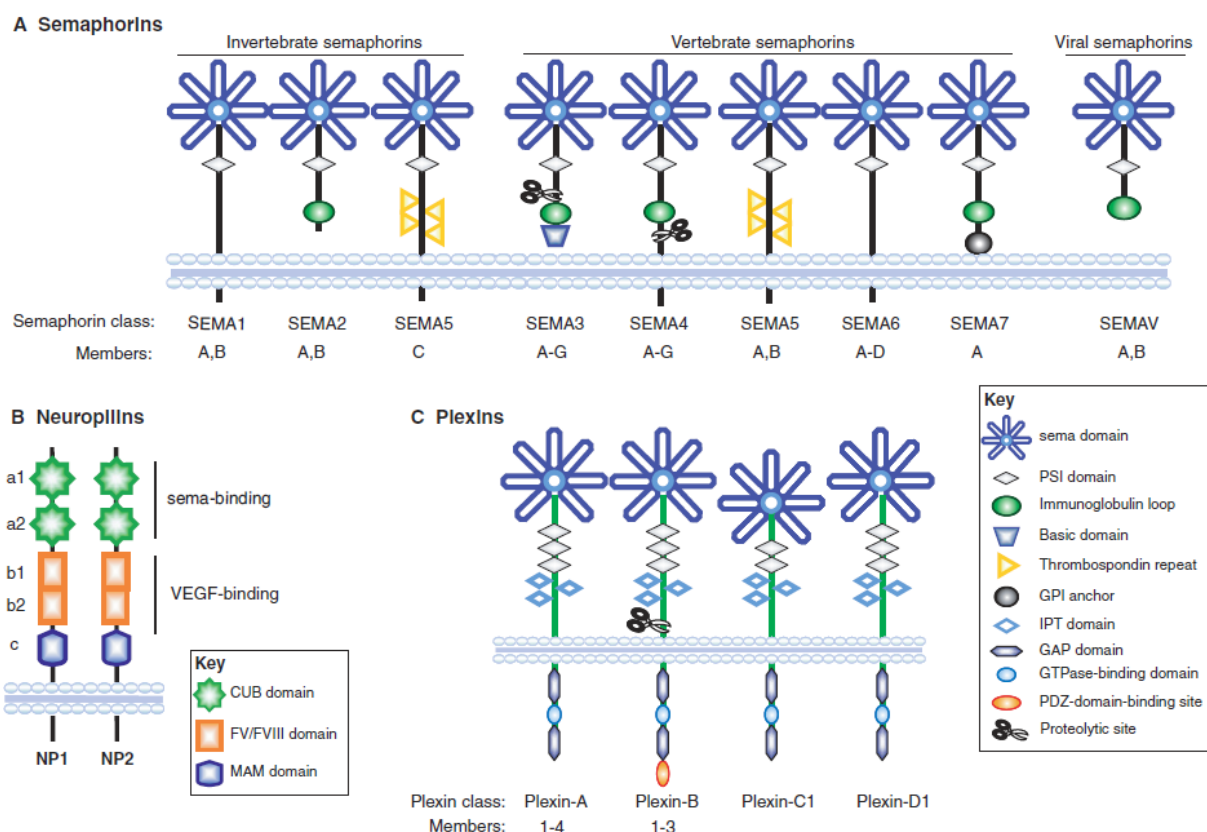 A Semaphorins
Invertebrate semaphorins
Vertebrate semaphorins
Viral semaphorins
Semaphorin class: SEMA1 SEMA2 SEMA5 SEMA3 SEMA4 SEMA5 SEMA6 SEMA7 SEMAV
Members: A,B A,B C A-G A-G A,B A-D A A,B
B Neuropilins
a1
a2
sema-binding
b1
b2
VEGF-binding
c
NP1 NP2
Key
CUB domain
FV/FVIII domain
MAM domain
C Plexins
Plexin class: Plexin-A Plexin-B Plexin-C1 Plexin-D1
Members: 1-4 1-3
Key
sema domain
PSI domain
Immunoglobulin loop
Basic domain
Thrombospondin repeat
GPI anchor
IPT domain
GAP domain
GTPase-binding domain
PDZ-domain-binding site
Proteolytic site